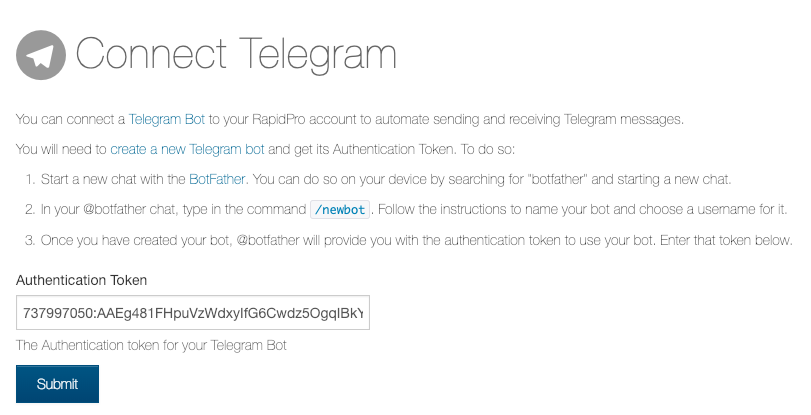 Connect Telegram
You can connect a Telegram Bot to your RapidPro account to automate sending and receiving Telegram messages.
You will need to create a new Telegram bot and get its Authentication Token. To do so:
1. Start a new chat with the BotFather. You can do so on your device by searching for "botfather" and starting a new chat.
2. In your @botfather chat, type in the command /newbot. Follow the instructions to name your bot and choose a username for it.
3. Once you have created your bot, @botfather will provide you with the authentication token to use your bot. Enter that token below.
Authentication Token
The Authentication token for your Telegram Bot
Submit